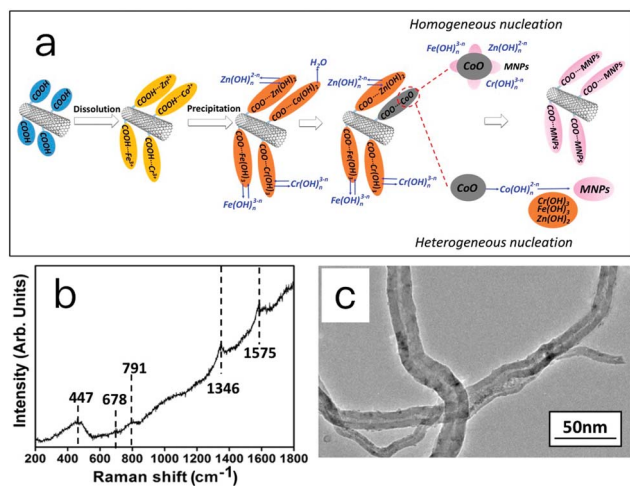 a
Homogeneous nucleation
Fe(OH)ₙ³⁻ⁿ Zn(OH)ₙ²⁻ⁿ
CoO MNPs
Cr(OH)ₙ³⁻ⁿ
COOH
COOH
COOH
COOH
COOH
Dissolution
COOH--Zn²⁺
COOH--Co²⁺
COOH--Fe³⁺
COOH--Cr³⁺
Precipitation
Zn(OH)ₙ²⁻ⁿ
H₂O
COO--Zn(OH)₃
COO--Co(OH)₃
COO--Fe(OH)₃
COO--Cr(OH)₃
Cr(OH)ₙ³⁻ⁿ
Fe(OH)ₙ³⁻ⁿ
Zn(OH)ₙ²⁻ⁿ
COO--Zn(OH)₃
COO--CoO
COO--Fe(OH)₃
Cr(OH)ₙ³⁻ⁿ
Fe(OH)ₙ³⁻ⁿ
COO--MNPs
COO--MNPs
COO--MNPs
COO--MNPs
CoO Co(OH)ₙ²⁻ⁿ MNPs
Cr(OH)₃
Fe(OH)₃
Zn(OH)₂
Heterogeneous nucleation
b
Intensity (Arb. Units)
447
678
791
1346
1575
200 400 600 800 1000 1200 1400 1600 1800
Raman shift (cm⁻¹)
c
50nm